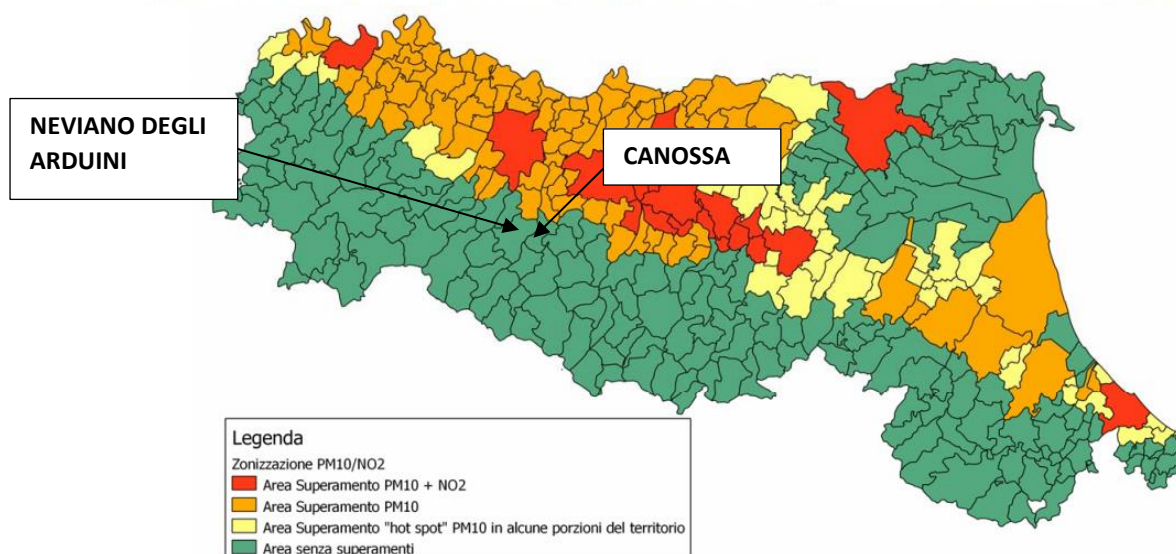 NEVIANO DEGLI
ARDUINI
CANOSSA
Legenda
Zonizzazione PM10/NO2
Area Superamento PM10 + NO2
Area Superamento PM10
Area Superamento "hot spot" PM10 in alcune porzioni del territorio
Area senza superamenti